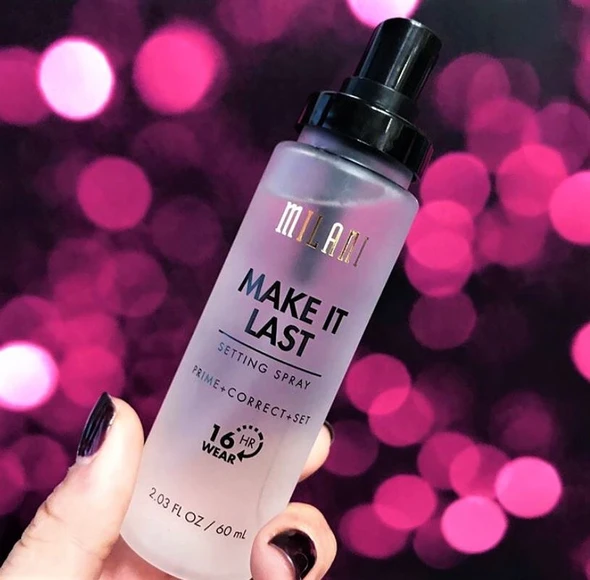 MILANI
MAKE IT
LAST
SETTING SPRAY
PRIME+CORRECT+SET
16 HR
WEAR
2.03 FL OZ / 60 mL